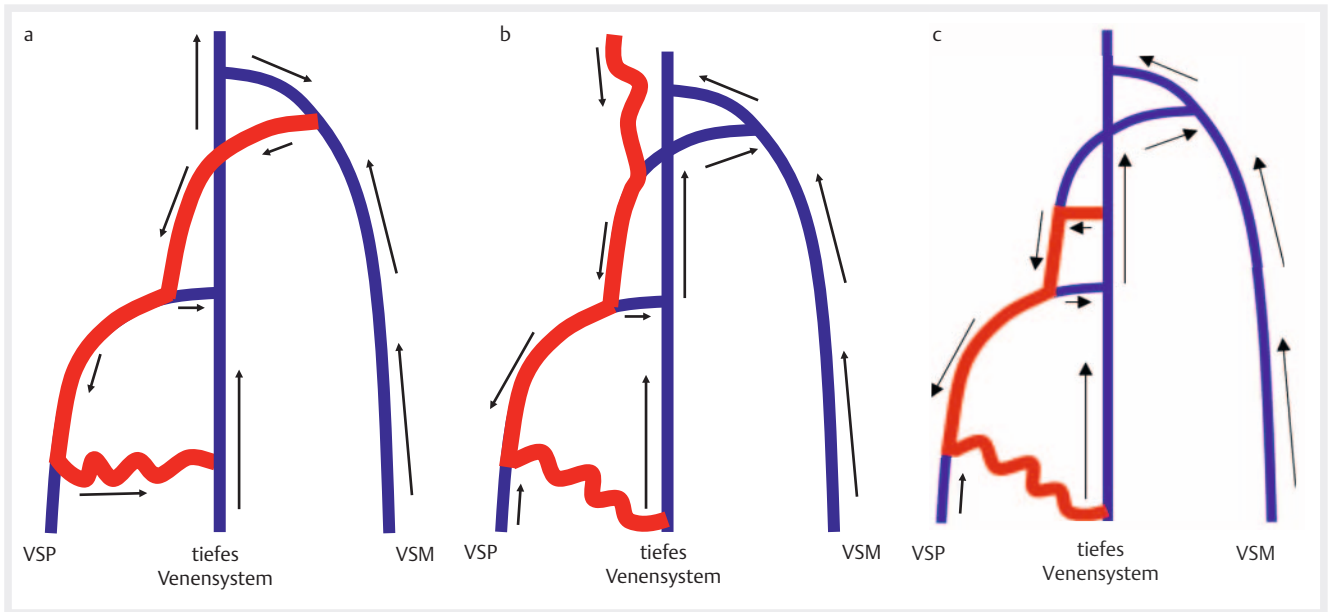 a
b
c
VSP
tiefes
Venensystem
VSM
VSP
tiefes
Venensystem
VSM
VSP
tiefes
Venensystem
VSM